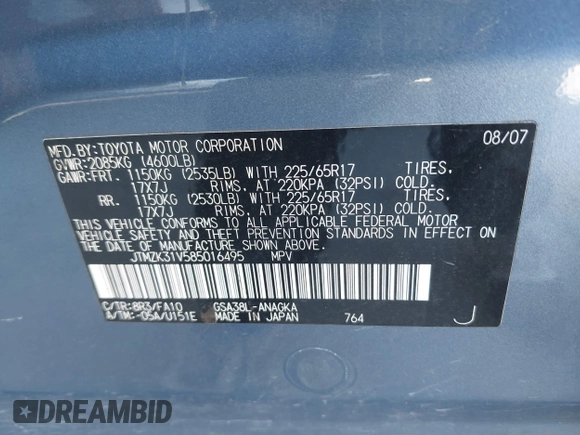 MFD.BY:TOYOTA MOTOR CORPORATION 08/07
GVWR:2085KG (4600LB)
GAWR:FRT. 1150KG (2535LB) WITH 225/65R17 TIRES,
17X7J RIMS, AT 220KPA (32PSI) COLD.
RR. 1150KG (2530LB) WITH 225/65R17 TIRES,
17X7J RIMS, AT 220KPA (32PSI) COLD.
THIS VEHICLE CONFORMS TO ALL APPLICABLE FEDERAL MOTOR
VEHICLE SAFETY AND THEFT PREVENTION STANDARDS IN EFFECT ON
THE DATE OF MANUFACTURE SHOWN ABOVE.
JTMZK31V585016495 MPV
C/TR:8R3/FA10 GSA38L-ANAGKA
A/TM:-05A/U151E MADE IN JAPAN 764 J
DREAMBID